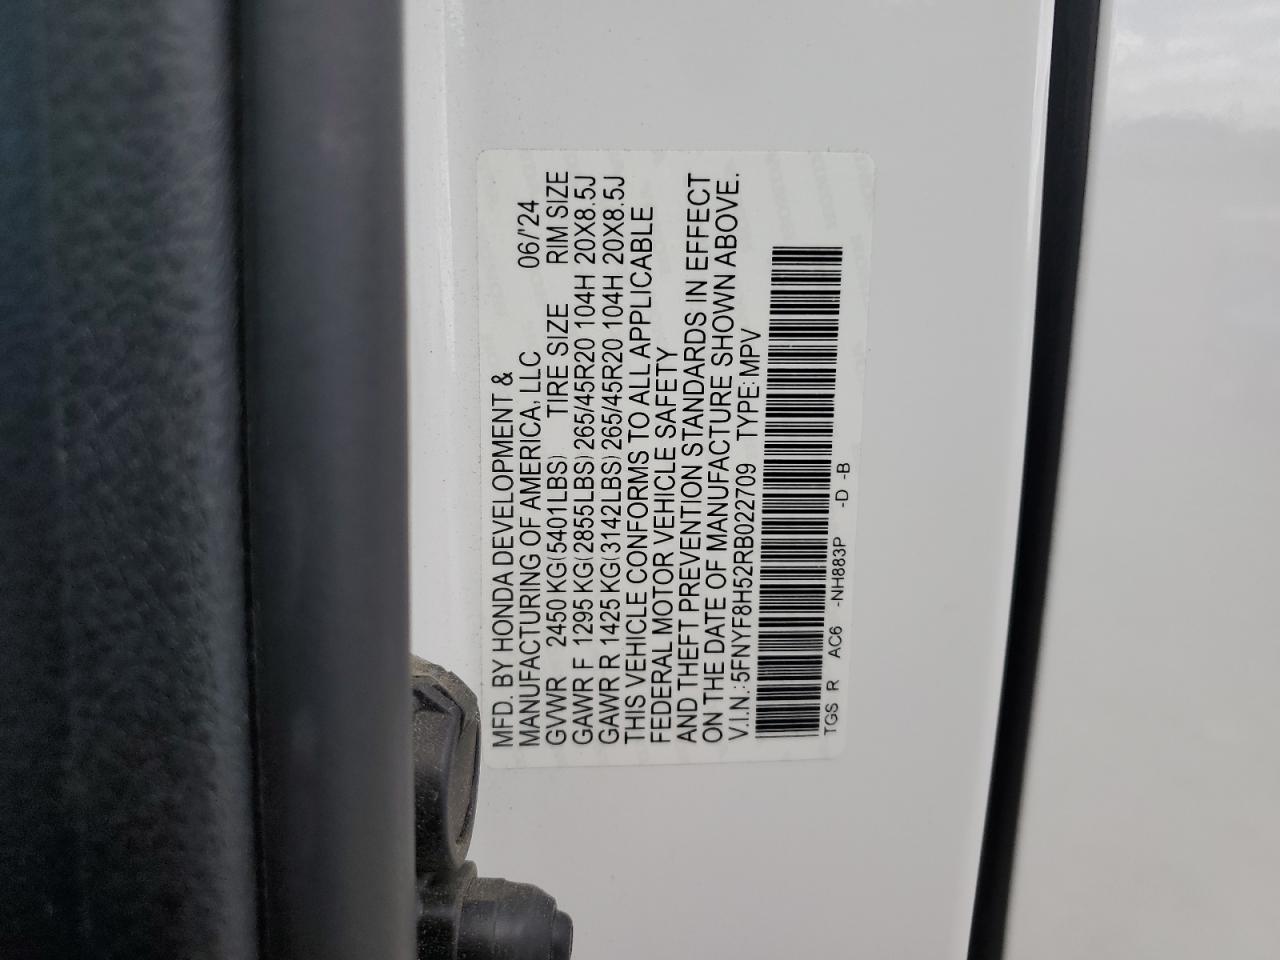 MFD. BY HONDA DEVELOPMENT &
MANUFACTURING OF AMERICA, LLC 06/'24
GVWR 2450 KG(5401LBS) TIRE SIZE RIM SIZE
GAWR F 1295 KG(2855LBS) 265/45R20 104H 20X8.5J
GAWR R 1425 KG(3142LBS) 265/45R20 104H 20X8.5J
THIS VEHICLE CONFORMS TO ALL APPLICABLE
FEDERAL MOTOR VEHICLE SAFETY
AND THEFT PREVENTION STANDARDS IN EFFECT
ON THE DATE OF MANUFACTURE SHOWN ABOVE.
V.I.N.: 5FNYF8H52RB022709 TYPE: MPV
TGS R AC6 -NH883P -D -B